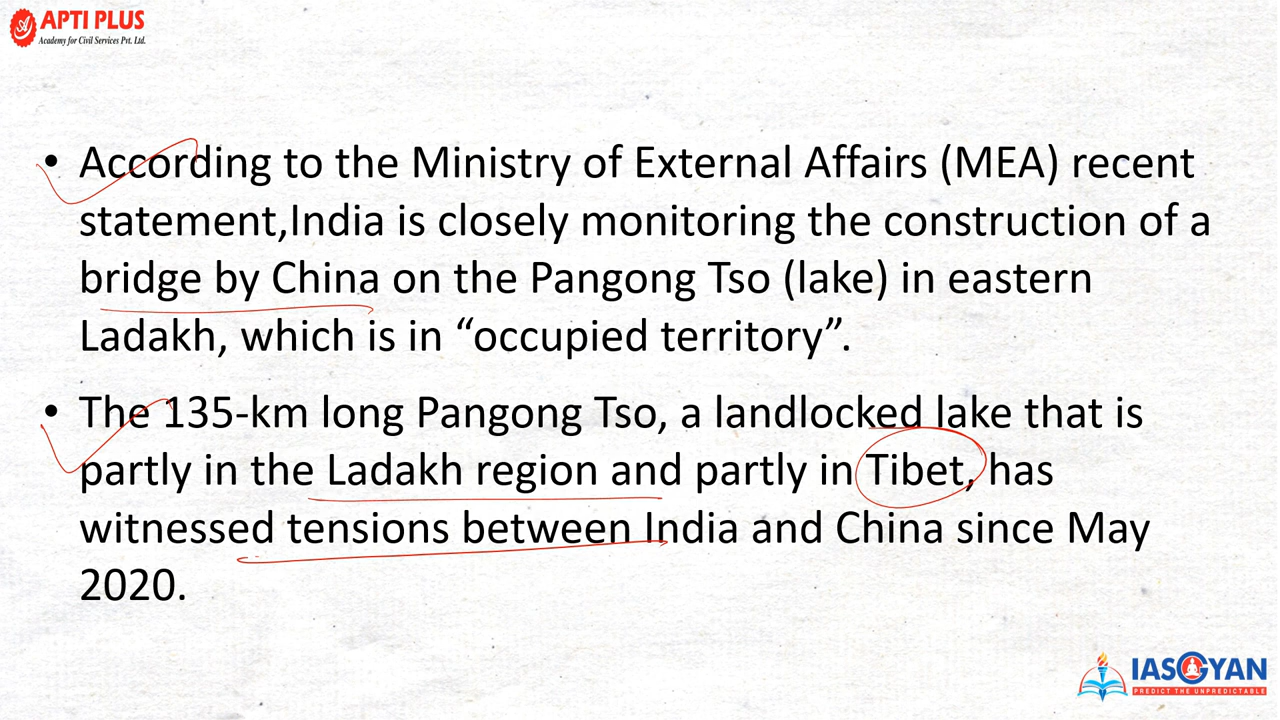 APTI PLUS
Academy for Civil Services Pvt. Ltd.
• According to the Ministry of External Affairs (MEA) recent
statement,India is closely monitoring the construction of a
bridge by China on the Pangong Tso (lake) in eastern
Ladakh, which is in “occupied territory”.
• The 135-km long Pangong Tso, a landlocked lake that is
partly in the Ladakh region and partly in Tibet, has
witnessed tensions between India and China since May
2020.
IASGYAN
PREDICT THE UNPREDICTABLE